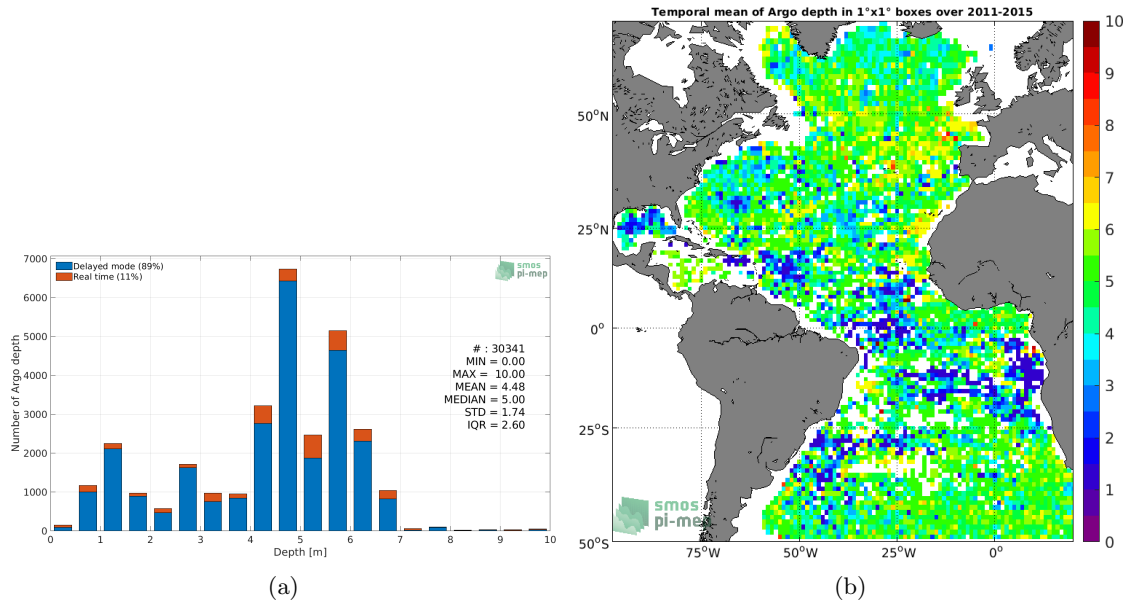 Delayed mode (89%)
Real time (11%)
smos
pi-mep
7000
6000
5000
4000
3000
2000
1000
0
Number of Argo depth
# : 30341
MIN = 0.00
MAX = 10.00
MEAN = 4.48
MEDIAN = 5.00
STD = 1.74
IQR = 2.60
0 1 2 3 4 5 6 7 8 9 10
Depth [m]
(a)
Temporal mean of Argo depth in 1°x1° boxes over 2011-2015
50°N
25°N
0°
25°S
50°S
75°W 50°W 25°W 0°
smos
pi-mep
10
9
8
7
6
5
4
3
2
1
0
(b)